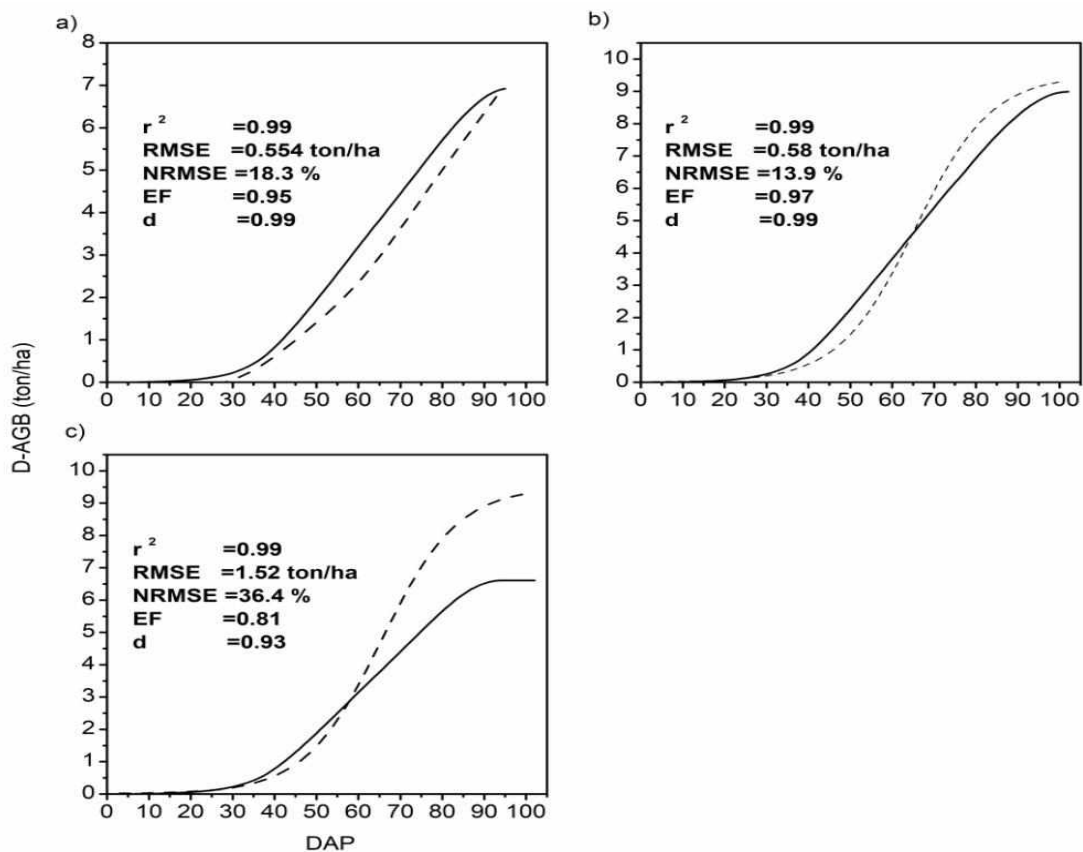 a)
8
7
6
5
4
3
2
1
0
r ² =0.99
RMSE =0.554 ton/ha
NRMSE =18.3 %
EF =0.95
d =0.99
0 10 20 30 40 50 60 70 80 90 100
b)
10
9
8
7
6
5
4
3
2
1
0
r ² =0.99
RMSE =0.58 ton/ha
NRMSE =13.9 %
EF =0.97
d =0.99
0 10 20 30 40 50 60 70 80 90 100
D-AGB (ton/ha)
c)
10
9
8
7
6
5
4
3
2
1
0
r ² =0.99
RMSE =1.52 ton/ha
NRMSE =36.4 %
EF =0.81
d =0.93
0 10 20 30 40 50 60 70 80 90 100
DAP